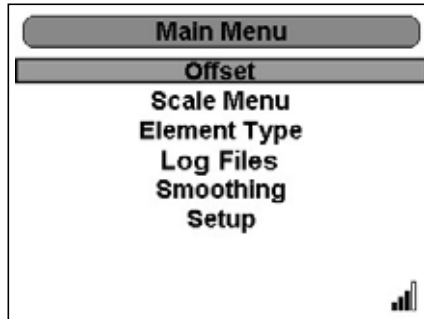 Main Menu
Offset
Scale Menu
Element Type
Log Files
Smoothing
Setup